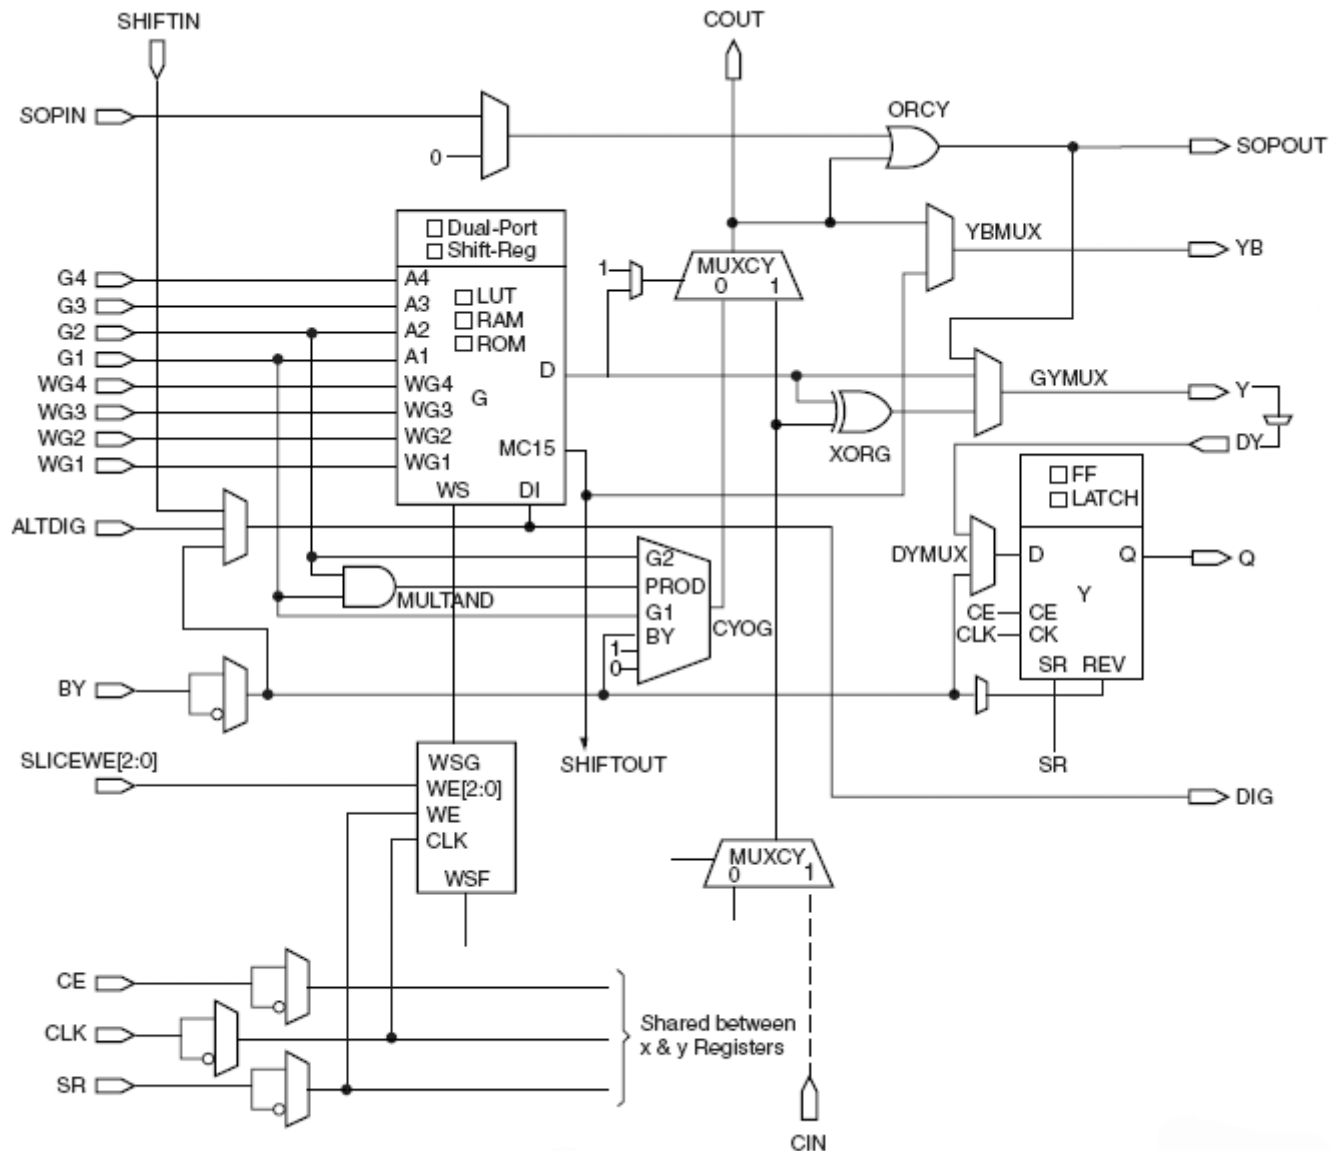 SHIFTIN
COUT
SOPIN
ORCY
0
SOPOUT
Dual-Port
Shift-Reg
YBMUX
YB
G4
A4
1
MUXCY
0 1
G3
A3
LUT
G2
A2
RAM
G1
A1
ROM
D
WG4
WG4
G
GYMUX
Y
WG3
WG3
WG2
WG2
MC15
XORG
DY
WG1
WG1
WS
DI
FF
LATCH
ALTDIG
DYMUX
D
Q
Q
G2
PROD
MULTAND
Y
G1
CYOG
CE
CE
BY
CLK
CK
1
0
SR REV
BY
SLICEWE[2:0]
WSG
SHIFTOUT
SR
WE[2:0]
DIG
WE
CLK
MUXCY
0 1
WSF
CE
CLK
Shared between
x & y Registers
SR
CIN